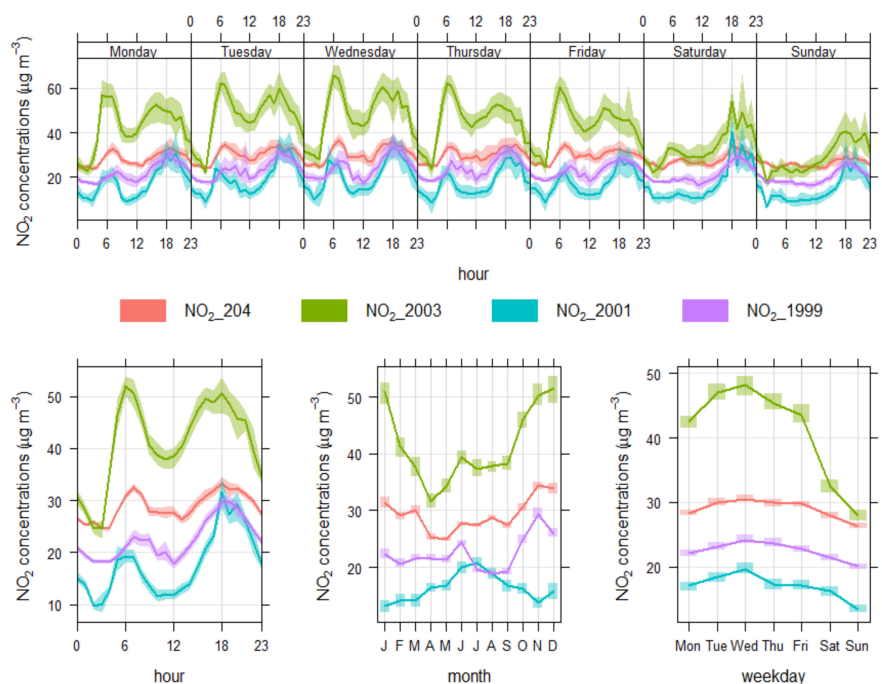 0 6 12 18 23 0 6 12 18 23 0 6 12 18 23
Monday Tuesday Wednesday Thursday Friday Saturday Sunday
NO₂ concentrations (µg m⁻³)
60
40
20
0 6 12 18 23 0 6 12 18 23 0 6 12 18 23 0 6 12 18 23
hour
NO₂_204 NO₂_2003 NO₂_2001 NO₂_1999
NO₂ concentrations (µg m⁻³)
50
40
30
20
10
0 6 12 18 23
hour
NO₂ concentrations (µg m⁻³)
50
40
30
20
J F M A M J J A S O N D
month
NO₂ concentrations (µg m⁻³)
50
40
30
20
Mon Tue Wed Thu Fri Sat Sun
weekday